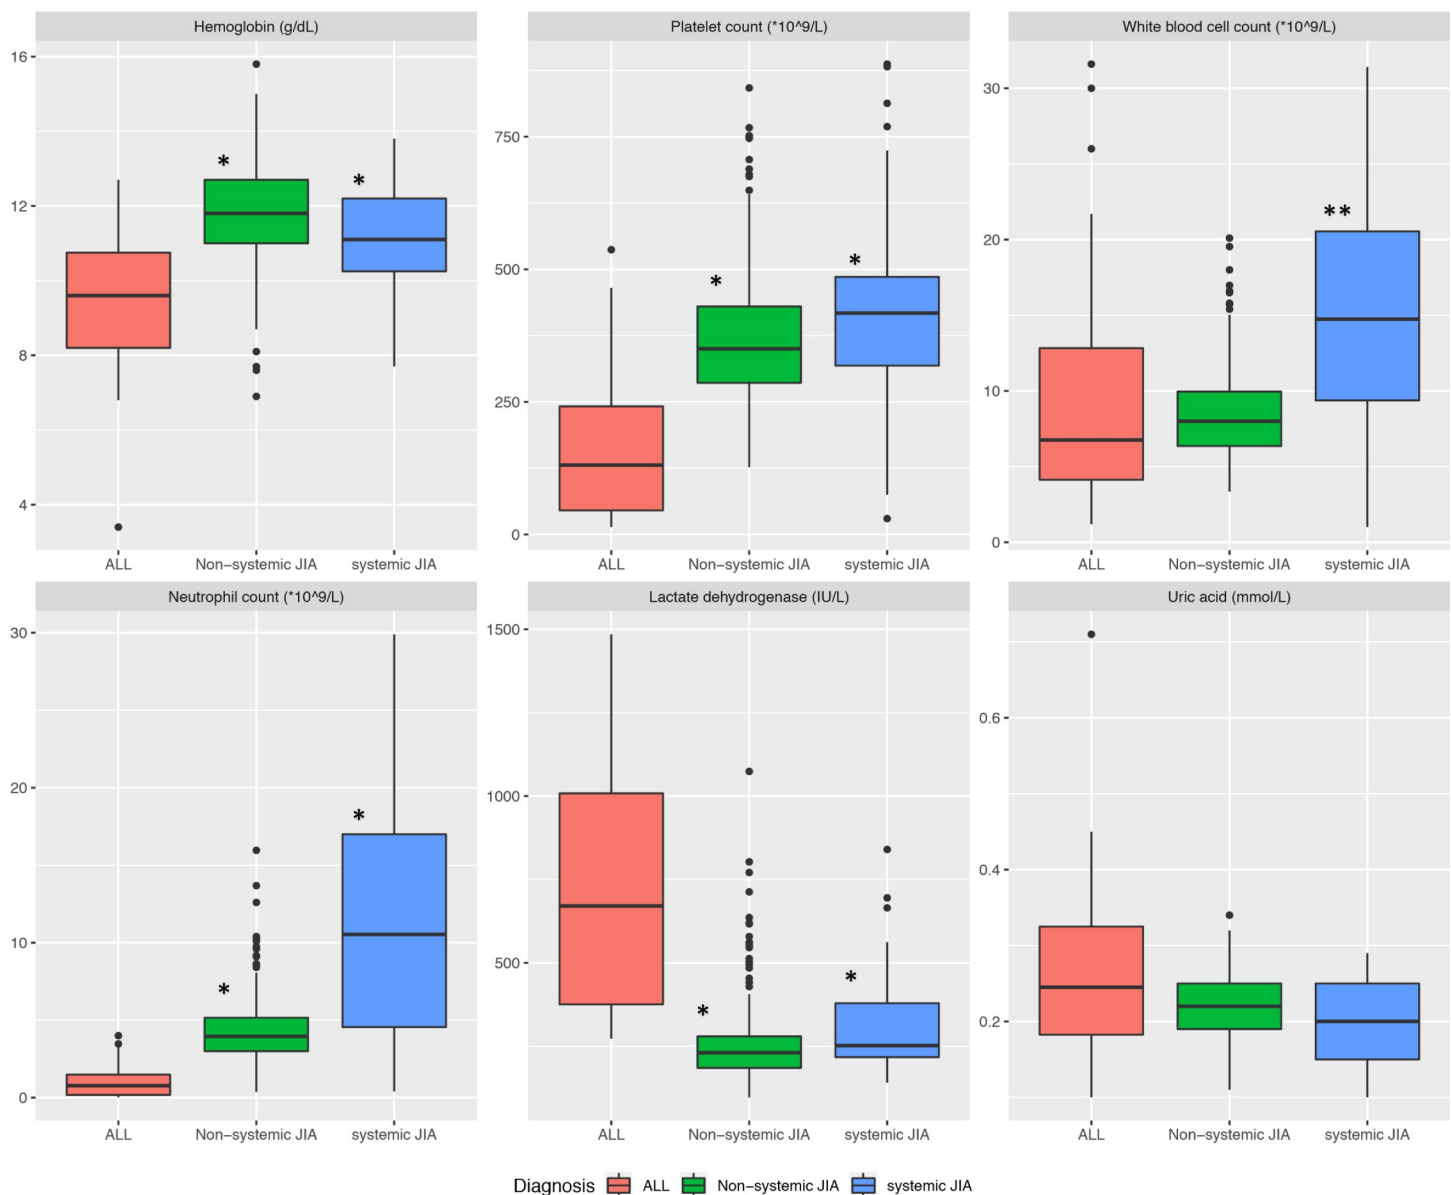 Hemoglobin (g/dL)
Platelet count (*10^9/L)
White blood cell count (*10^9/L)
16
12
8
4
*
*
ALL
Non−systemic JIA
systemic JIA
750
500
250
0
*
*
ALL
Non−systemic JIA
systemic JIA
30
20
10
0
**
ALL
Non−systemic JIA
systemic JIA
Neutrophil count (*10^9/L)
Lactate dehydrogenase (IU/L)
Uric acid (mmol/L)
30
20
10
0
*
*
ALL
Non−systemic JIA
systemic JIA
1500
1000
500
*
*
ALL
Non−systemic JIA
systemic JIA
0.6
0.4
0.2
ALL
Non−systemic JIA
systemic JIA
Diagnosis ALL Non−systemic JIA systemic JIA